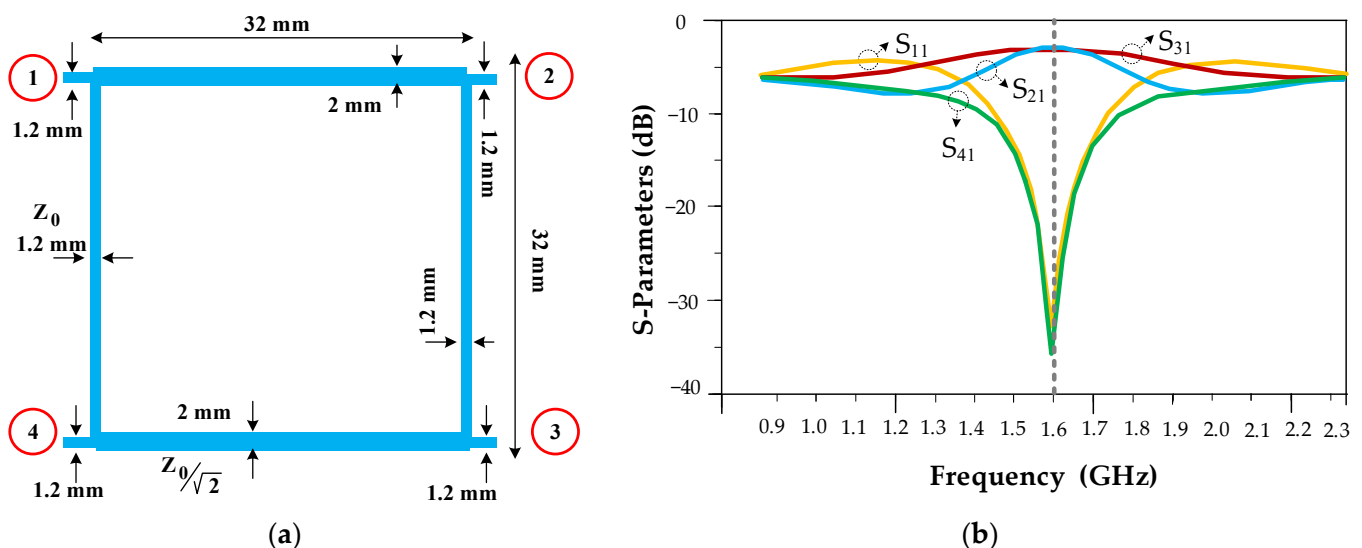 32 mm
1
2
2 mm
1.2 mm
1.2 mm
Z0
1.2 mm
1.2 mm
32 mm
4
2 mm
3
Z0/√2
1.2 mm
1.2 mm
(a)
S-Parameters (dB)
0
−10
−20
−30
−40
S11
S31
S21
S41
0.9 1.0 1.1 1.2 1.3 1.4 1.5 1.6 1.7 1.8 1.9 2.0 2.1 2.2 2.3
Frequency (GHz)
(b)